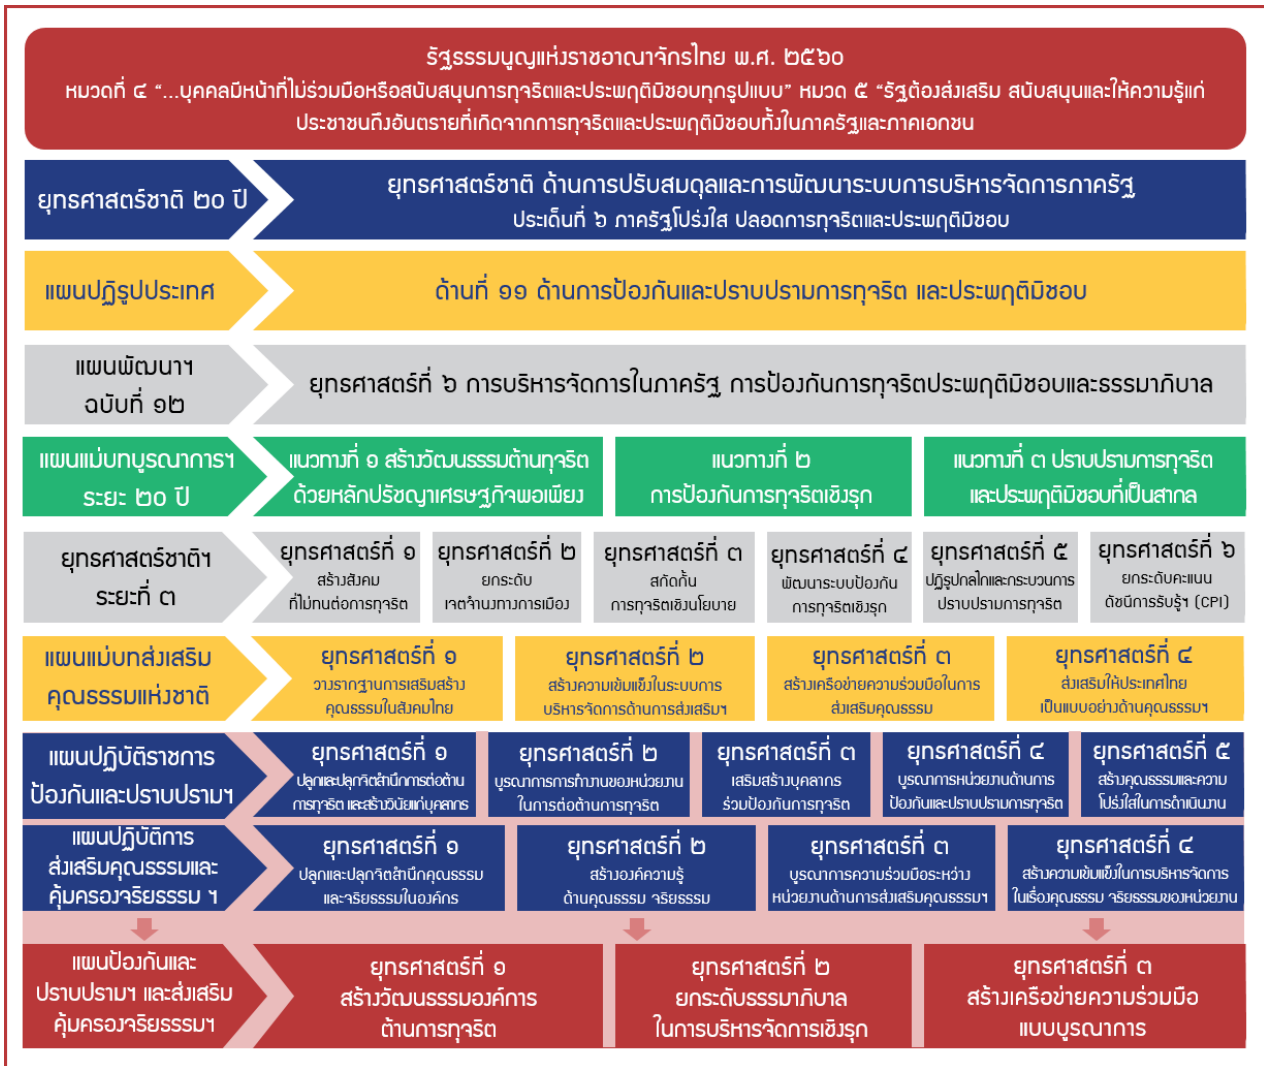 รัฐธรรมนูญแห่งราชอาณาจักรไทย พ.ศ. ๒๕๖๐
หมวดที่ ๔ “...บุคคลมีหน้าที่ไม่ร่วมมือหรือสนับสนุนการทุจริตและประพฤติมิชอบทุกรูปแบบ” หมวด ๕ “รัฐต้องส่งเสริม สนับสนุนและให้ความรู้แก่
ประชาชนถึงอันตรายที่เกิดจากการทุจริตและประพฤติมิชอบทั้งในภาครัฐและภาคเอกชน
ยุทธศาสตร์ชาติ ๒๐ ปี
ยุทธศาสตร์ชาติ ด้านการปรับสมดุลและการพัฒนาระบบการบริหารจัดการภาครัฐ
ประเด็นที่ ๖ ภาครัฐโปร่งใส ปลอดการทุจริตและประพฤติมิชอบ
แผนปฏิรูปประเทศ
ด้านที่ ๑๑ ด้านการป้องกันและปราบปรามการทุจริต และประพฤติมิชอบ
แผนพัฒนาฯ
ฉบับที่ ๑๒
ยุทธศาสตร์ที่ ๖ การบริหารจัดการในภาครัฐ การป้องกันการทุจริตประพฤติมิชอบและธรรมาภิบาล
แผนแม่บทบูรณาการฯ
ระยะ ๒๐ ปี
แนวทางที่ ๑ สร้างวัฒนธรรมต้านทุจริต
ด้วยหลักปรัชญาเศรษฐกิจพอเพียง
แนวทางที่ ๒
การป้องกันการทุจริตเชิงรุก
แนวทางที่ ๓ ปราบปรามการทุจริต
และประพฤติมิชอบที่เป็นสากล
ยุทธศาสตร์ชาติฯ
ระยะที่ ๓
ยุทธศาสตร์ที่ ๑
สร้างสังคม
ที่ไม่ทนต่อการทุจริต
ยุทธศาสตร์ที่ ๒
ยกระดับ
เจตจำนงทางการเมือง
ยุทธศาสตร์ที่ ๓
สกัดกั้น
การทุจริตเชิงนโยบาย
ยุทธศาสตร์ที่ ๔
พัฒนาระบบป้องกัน
การทุจริตเชิงรุก
ยุทธศาสตร์ที่ ๕
ปฏิรูปกลไกและกระบวนการ
ปราบปรามการทุจริต
ยุทธศาสตร์ที่ ๖
ยกระดับคะแนน
ดัชนีการรับรู้ฯ (CPI)
แผนแม่บทส่งเสริม
คุณธรรมแห่งชาติ
ยุทธศาสตร์ที่ ๑
วางรากฐานการเสริมสร้าง
คุณธรรมในสังคมไทย
ยุทธศาสตร์ที่ ๒
สร้างความเข้มแข็งในระบบการ
บริหารจัดการด้านการส่งเสริมฯ
ยุทธศาสตร์ที่ ๓
สร้างเครือข่ายความร่วมมือในการ
ส่งเสริมคุณธรรม
ยุทธศาสตร์ที่ ๔
ส่งเสริมให้ประเทศไทย
เป็นแบบอย่างด้านคุณธรรมฯ
แผนปฏิบัติราชการ
ป้องกันและปราบปรามฯ
ยุทธศาสตร์ที่ ๑
ปลูกและปลุกจิตสำนึกการต่อต้าน
การทุจริต และสร้างวินัยแก่บุคลากร
ยุทธศาสตร์ที่ ๒
บูรณาการการทำงานของหน่วยงาน
ในการต่อต้านการทุจริต
ยุทธศาสตร์ที่ ๓
เสริมสร้างบุคลากร
ร่วมป้องกันการทุจริต
ยุทธศาสตร์ที่ ๔
บูรณาการหน่วยงานด้านการ
ป้องกันและปราบปรามการทุจริต
ยุทธศาสตร์ที่ ๕
สร้างคุณธรรมและความ
โปร่งใสในการดำเนินงาน
แผนปฏิบัติการ
ส่งเสริมคุณธรรมและ
คุ้มครองจริยธรรม ฯ
ยุทธศาสตร์ที่ ๑
ปลูกและปลุกจิตสำนึกคุณธรรม
และจริยธรรมในองค์กร
ยุทธศาสตร์ที่ ๒
สร้างองค์ความรู้
ด้านคุณธรรม จริยธรรม
ยุทธศาสตร์ที่ ๓
บูรณาการความร่วมมือระหว่าง
หน่วยงานด้านการส่งเสริมคุณธรรมฯ
ยุทธศาสตร์ที่ ๔
สร้างความเข้มแข็งในการบริหารจัดการ
ในเรื่องคุณธรรม จริยธรรมของหน่วยงาน
แผนป้องกันและ
ปราบปรามฯ และส่งเสริม
คุ้มครองจริยธรรมฯ
ยุทธศาสตร์ที่ ๑
สร้างวัฒนธรรมองค์การ
ต้านการทุจริต
ยุทธศาสตร์ที่ ๒
ยกระดับธรรมาภิบาล
ในการบริหารจัดการเชิงรุก
ยุทธศาสตร์ที่ ๓
สร้างเครือข่ายความร่วมมือ
แบบบูรณาการ